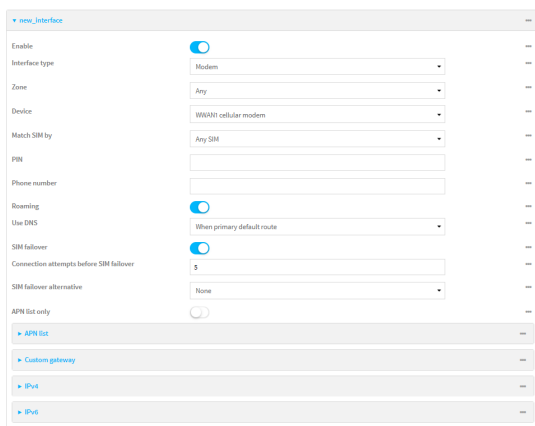 new_interface
Enable
Interface type
Modem
Zone
Any
Device
WWAN1 cellular modem
Match SIM by
Any SIM
PIN
Phone number
Roaming
Use DNS
When primary default route
SIM failover
Connection attempts before SIM failover
5
SIM failover alternative
None
APN list only
APN list
Custom gateway
IPv4
IPv6